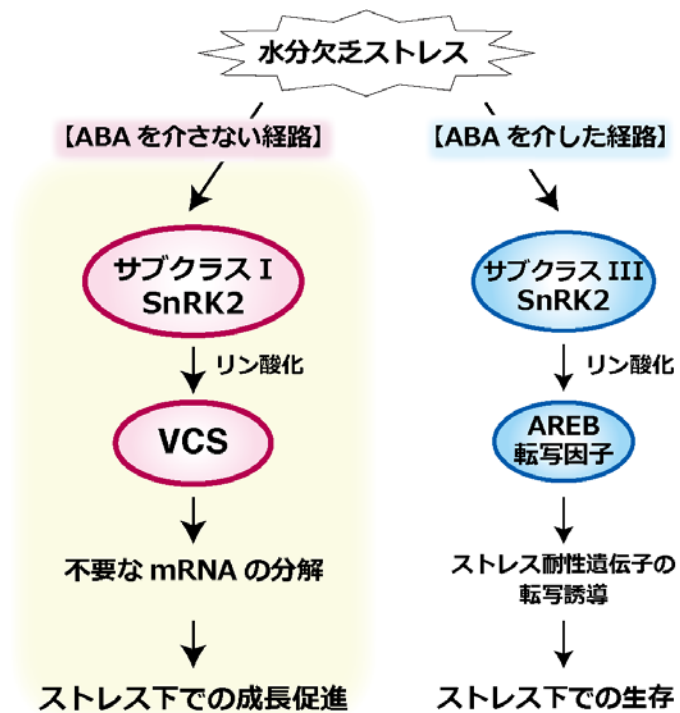 水分欠乏ストレス
【ABA を介さない経路】
【ABA を介した経路】
サブクラス I
SnRK2
サブクラス III
SnRK2
リン酸化
リン酸化
VCS
AREB
転写因子
不要な mRNA の分解
ストレス耐性遺伝子の
転写誘導
ストレス下での成長促進
ストレス下での生存